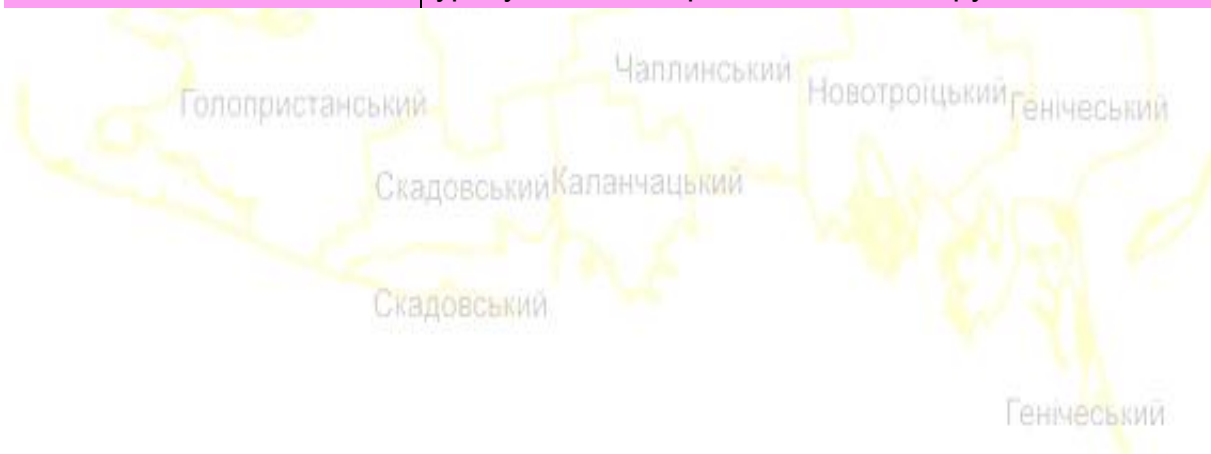 Чаплинський
Новотроїцький
Генічеський
Голопристанський
Скадовський
Каланчацький
Скадовський
Генічеський